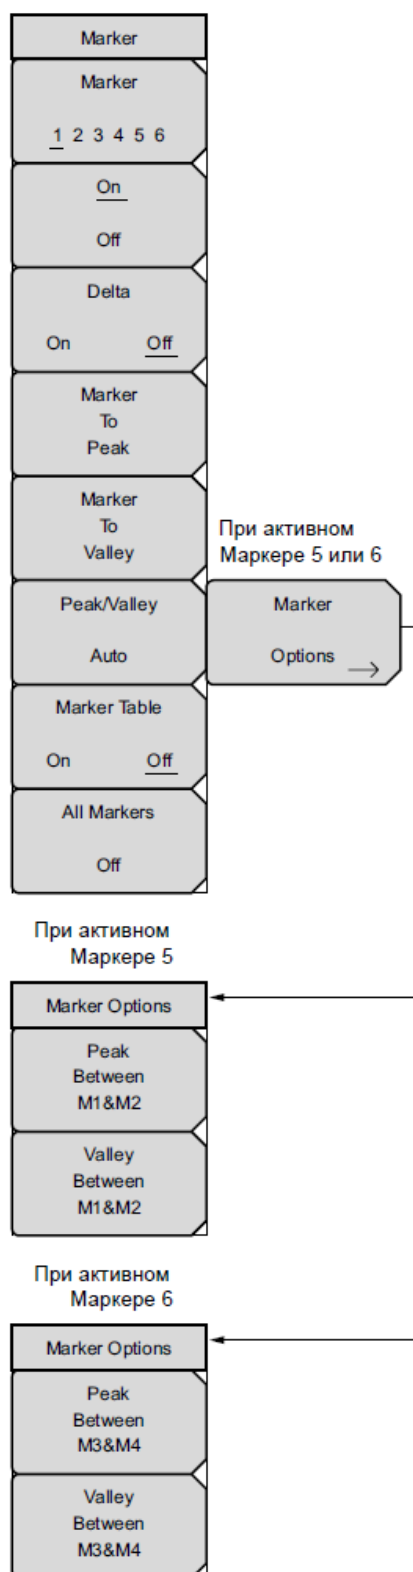 Marker
Marker
1 2 3 4 5 6
On
Off
Delta
On Off
Marker
To
Peak
Marker
To
Valley
При активном
Маркере 5 или 6
Peak/Valley
Auto
Marker
Options
Marker Table
On Off
All Markers
Off
При активном
Маркере 5
Marker Options
Peak
Between
M1&M2
Valley
Between
M1&M2
При активном
Маркере 6
Marker Options
Peak
Between
M3&M4
Valley
Between
M3&M4